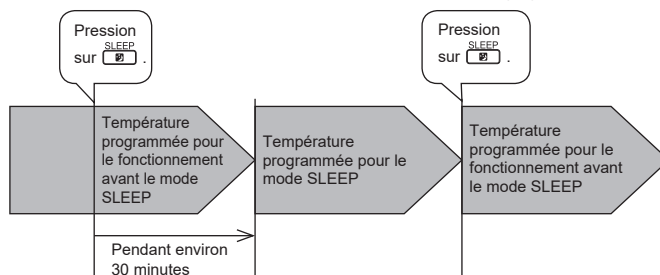 Pression
SLEEP
sur .
Pression
SLEEP
sur .
Température
programmée pour
le fonctionnement
avant le mode
SLEEP
Température
programmée pour le
mode SLEEP
Température
programmée pour le
fonctionnement avant
le mode SLEEP
Pendant environ
30 minutes